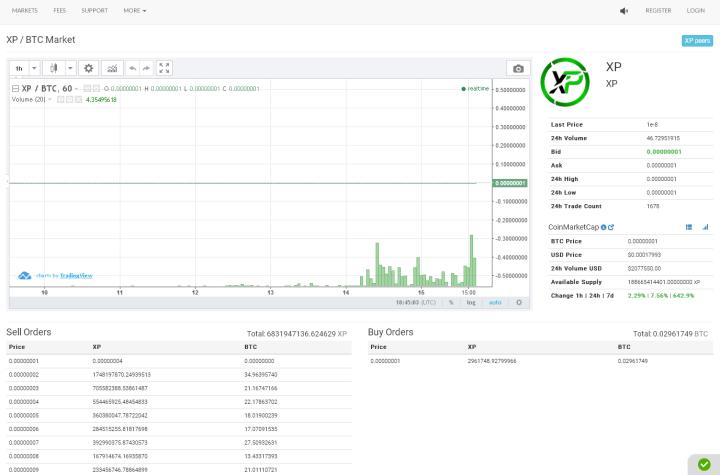 MARKETS FEES SUPPORT MORE REGISTER LOGIN
XP / BTC Market XP peers
1h
XP / BTC, 60 O 0.00000001 H 0.00000001 L 0.00000001 C 0.00000001 realtime
Volume (20) 4.35495618
0.50000000
0.40000000
0.30000000
0.20000000
0.10000000
0.00000001
-0.10000000
-0.20000000
-0.30000000
-0.40000000
-0.50000000
charts by TradingView
10 11 12 13 14 15 15:00
18:45:03 (UTC) % log auto
XP
XP
XP
Last Price 1e-8
24h Volume 46.72951915
Bid 0.00000001
Ask 0.00000001
24h High 0.00000001
24h Low 0.00000001
24h Trade Count 1678
CoinMarketCap
BTC Price 0.00000001
USD Price $0.00017993
24h Volume USD $2077550.00
Available Supply 188665414401.00000000 XP
Change 1h | 24h | 7d 2.29% | 7.56% | 642.9%
Sell Orders Total: 6831947136.624629 XP
Price XP BTC
0.00000001 0.00000004 0.00000000
0.00000002 1748197870.24939513 34.96395740
0.00000003 705582388.53861487 21.16747166
0.00000004 554465925.48454833 22.17863702
0.00000005 360380047.78722042 18.01900239
0.00000006 284515255.81817698 17.07091535
0.00000007 392990375.87430573 27.50932631
0.00000008 167914674.16935870 13.43317393
0.00000009 233456746.78864899 21.01110721
Buy Orders Total: 0.02961749 BTC
Price XP BTC
0.00000001 2961748.92799966 0.02961749